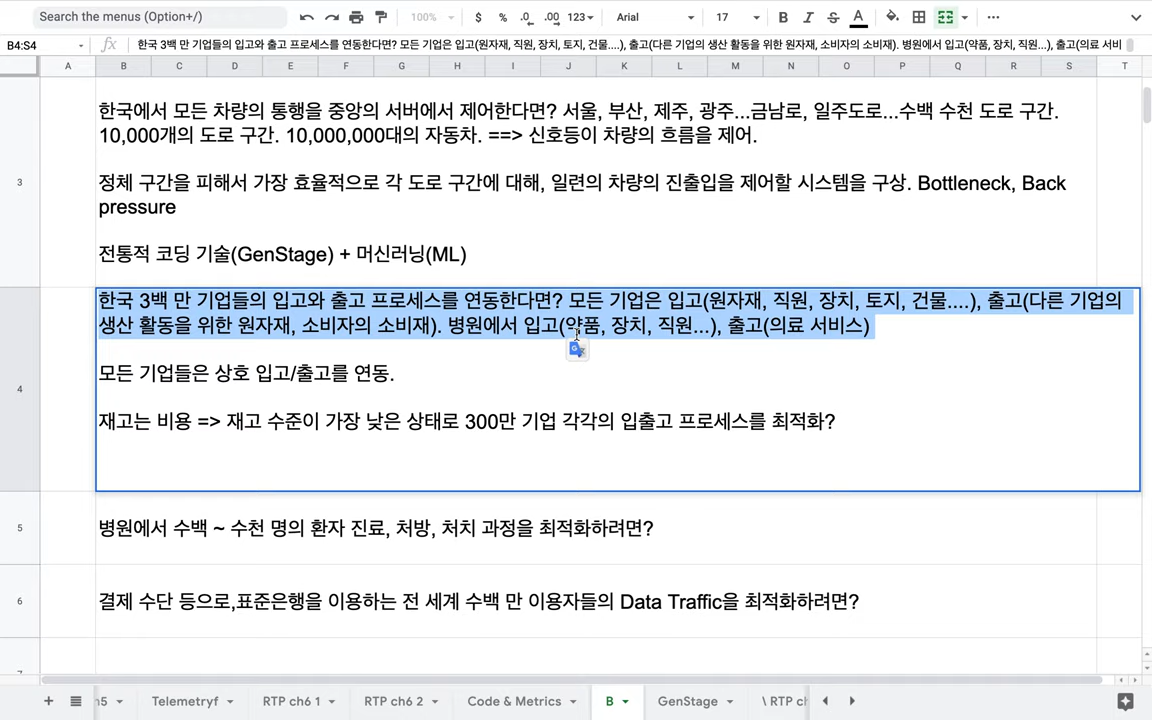 Search the menus (Option+/)
100%
$ % .0 .00 123
Arial
17
B I S A
B4:S4
fx 한국 3백 만 기업들의 입고와 출고 프로세스를 연동한다면? 모든 기업은 입고(원자재, 직원, 장치, 토지, 건물....), 출고(다른 기업의 생산 활동을 위한 원자재, 소비자의 소비재). 병원에서 입고(약품, 장치, 직원...), 출고(의료 서비
A B C D E F G H I J K L M N O P Q R S T
3
한국에서 모든 차량의 통행을 중앙의 서버에서 제어한다면? 서울, 부산, 제주, 광주...금남로, 일주도로...수백 수천 도로 구간.
10,000개의 도로 구간. 10,000,000대의 자동차. ==> 신호등이 차량의 흐름을 제어.
정체 구간을 피해서 가장 효율적으로 각 도로 구간에 대해, 일련의 차량의 진출입을 제어할 시스템을 구상. Bottleneck, Back
pressure
전통적 코딩 기술(GenStage) + 머신러닝(ML)
4
한국 3백 만 기업들의 입고와 출고 프로세스를 연동한다면? 모든 기업은 입고(원자재, 직원, 장치, 토지, 건물....), 출고(다른 기업의
생산 활동을 위한 원자재, 소비자의 소비재). 병원에서 입고(약품, 장치, 직원...), 출고(의료 서비스)
모든 기업들은 상호 입고/출고를 연동.
재고는 비용 => 재고 수준이 가장 낮은 상태로 300만 기업 각각의 입출고 프로세스를 최적화?
5
병원에서 수백 ~ 수천 명의 환자 진료, 처방, 처치 과정을 최적화하려면?
6
결제 수단 등으로,표준은행을 이용하는 전 세계 수백 만 이용자들의 Data Traffic을 최적화하려면?
Telemetryf
RTP ch6 1
RTP ch6 2
Code & Metrics
B
GenStage
\ RTP ch